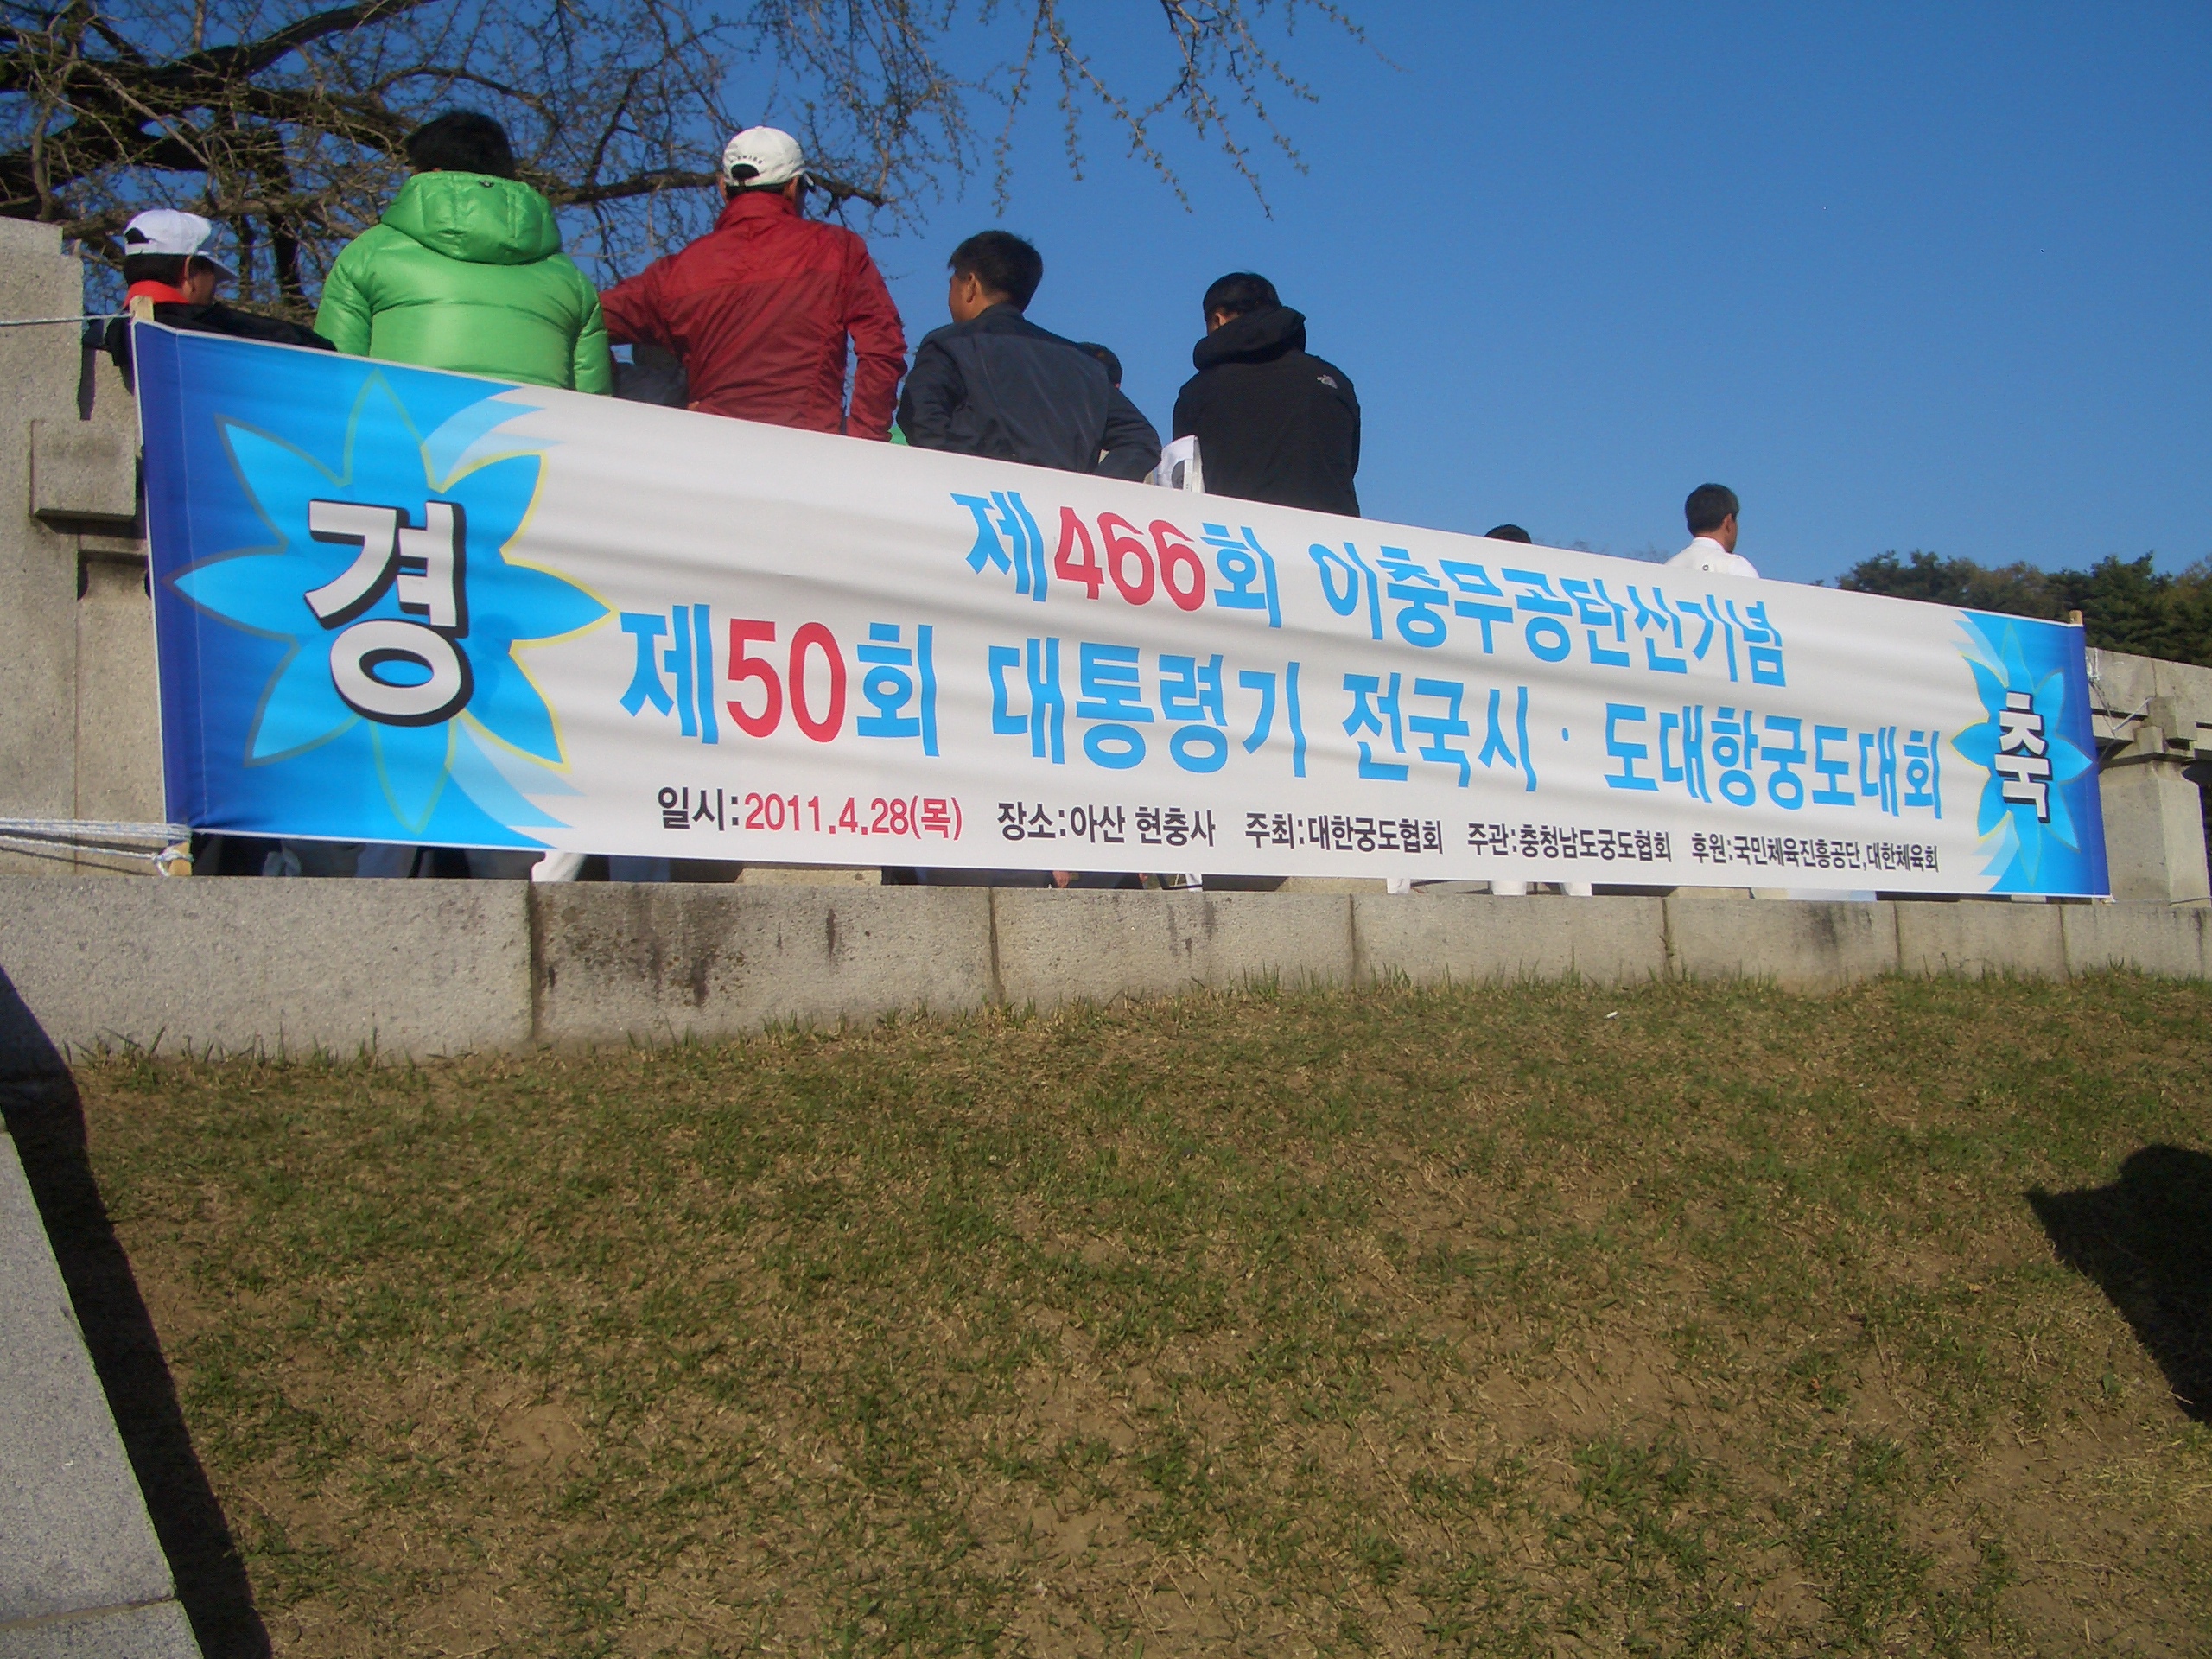 경
제466회 이충무공탄신기념
제50회 대통령기 전국시·도대항궁도대회
일시:2011.4.28(목) 장소:아산 현충사 주최:대한궁도협회 주관:충청남도궁도협회 후원:국민체육진흥공단,대한체육회
축